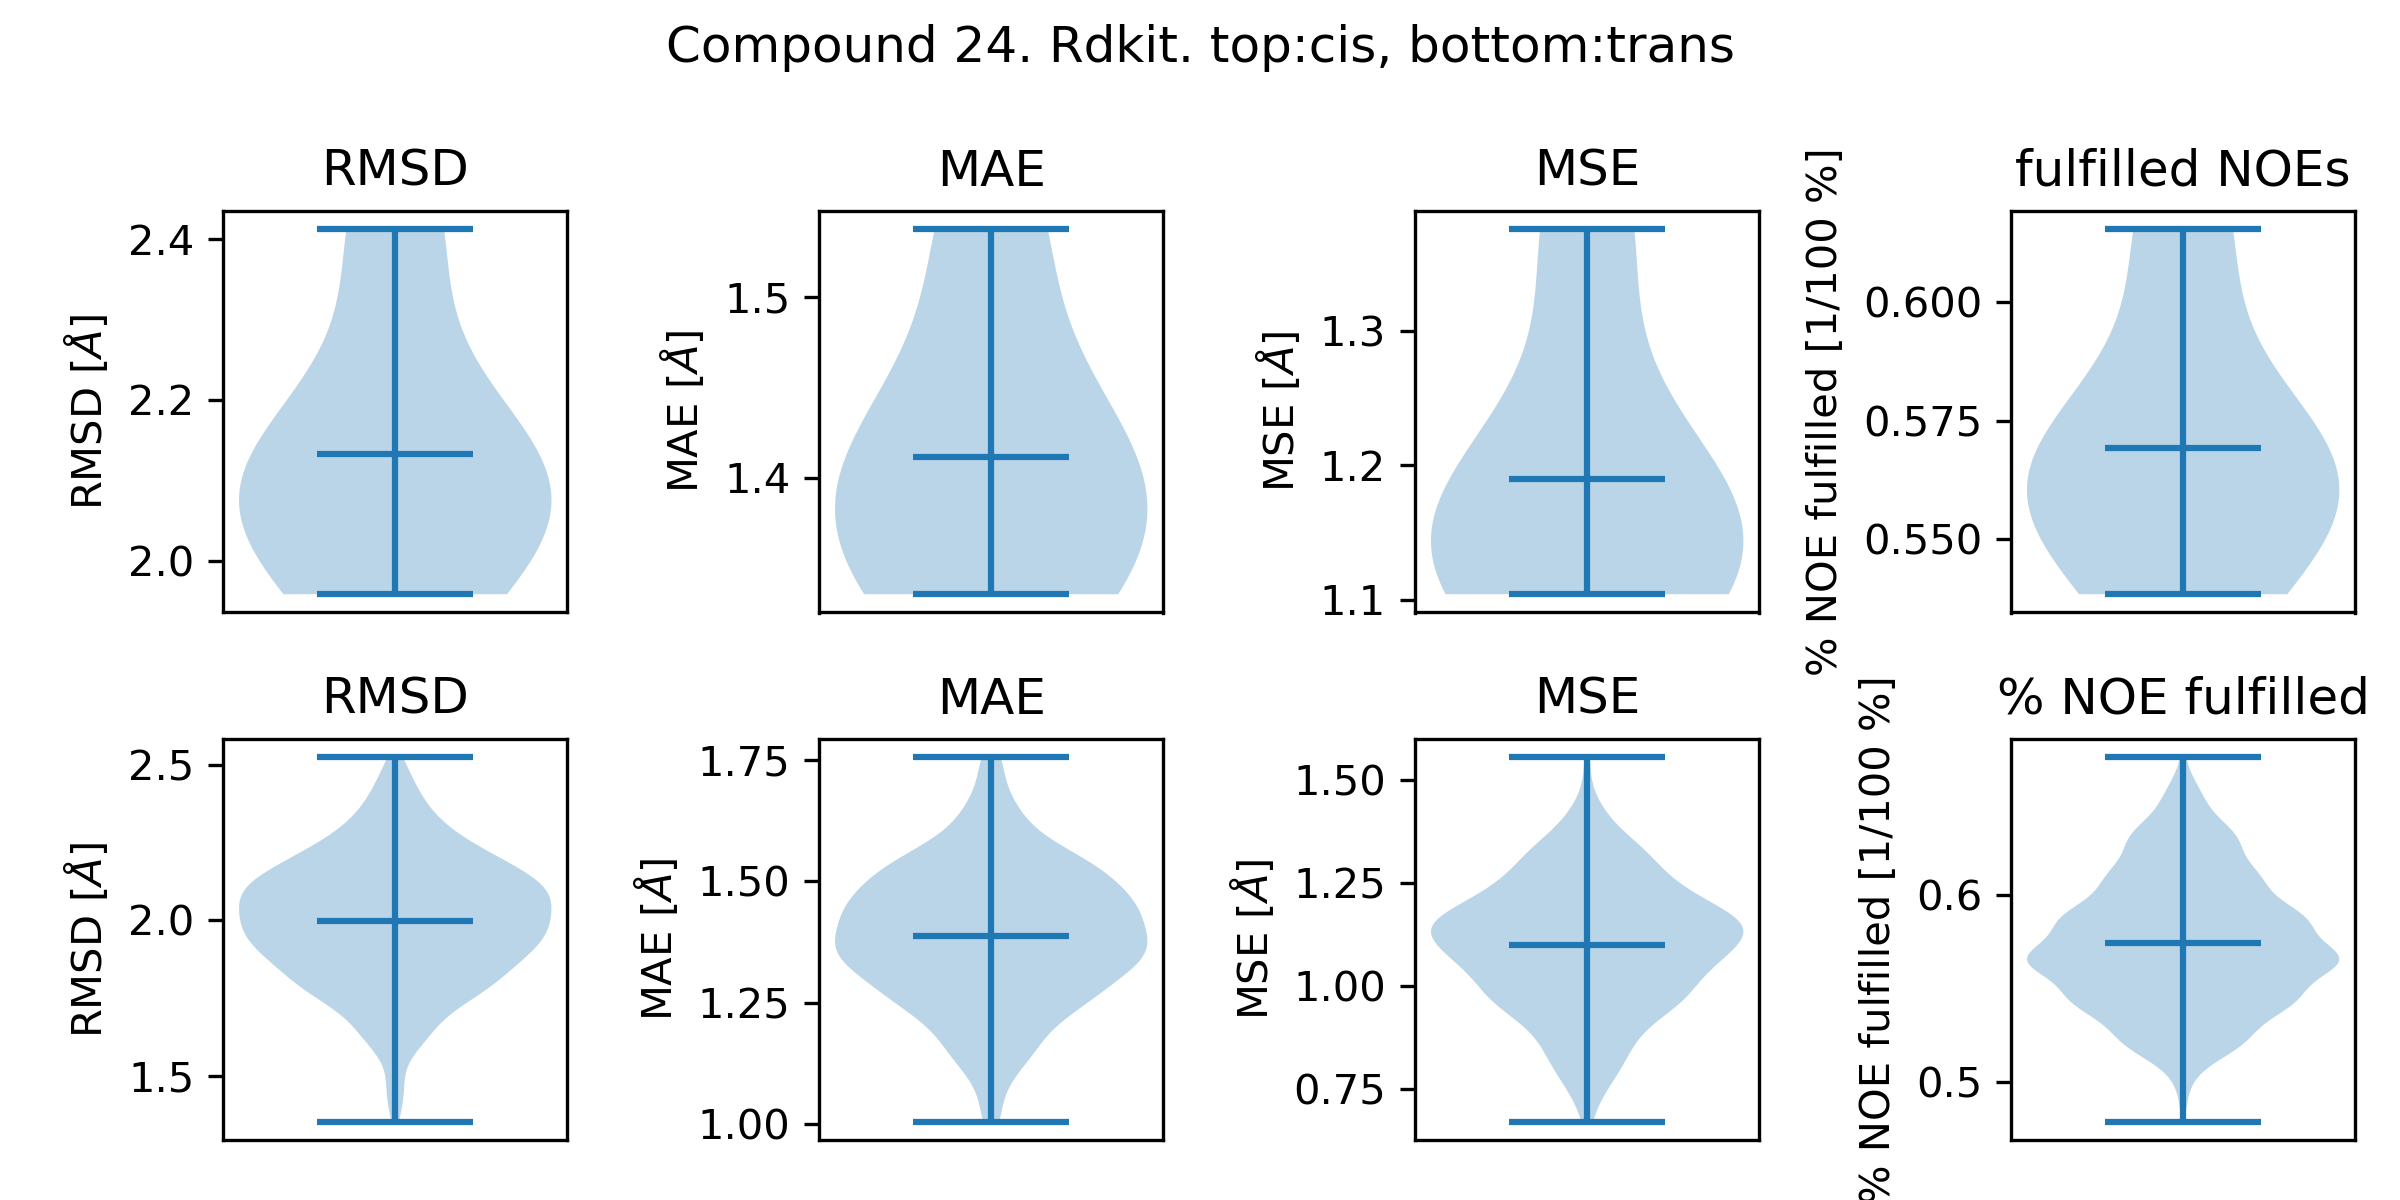 Compound 24. Rdkit. top:cis, bottom:trans
RMSD
RMSD [Å]
2.4
2.2
2.0
MAE
MAE [Å]
1.5
1.4
MSE
MSE [Å]
1.3
1.2
1.1
fulfilled NOEs
% NOE fulfilled [1/100 %]
0.600
0.575
0.550
RMSD
RMSD [Å]
2.5
2.0
1.5
MAE
MAE [Å]
1.75
1.50
1.25
1.00
MSE
MSE [Å]
1.50
1.25
1.00
0.75
% NOE fulfilled
% NOE fulfilled [1/100 %]
0.6
0.5